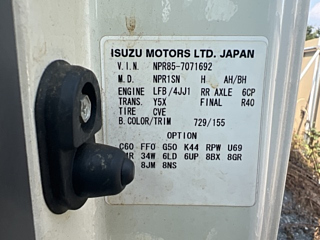 ISUZU MOTORS LTD. JAPAN
V.I.N. NPR85-7071692
M.D. NPR1SN H AH/BH
ENGINE LFB/4JJ1 RR AXLE 6CP
TRANS. Y5X FINAL R40
TIRE CVE
B.COLOR/TRIM 729/155
OPTION
C60 FFO G50 K44 RPW U69
34W 6LD 6UP 8BX 8GR
8JM 8NS